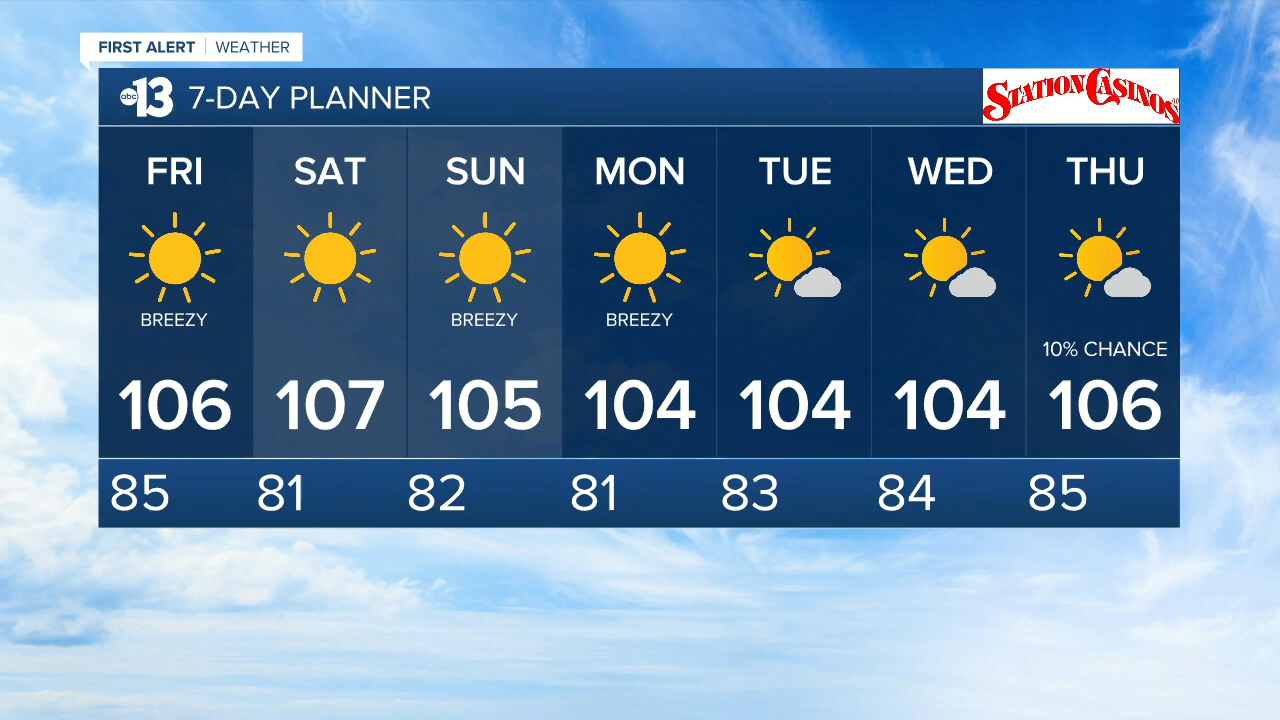 FIRST ALERT | WEATHER
abc 13 7-DAY PLANNER
STATION CASINOS
FRI SAT SUN MON TUE WED THU
BREEZY BREEZY BREEZY
10% CHANCE
106 107 105 104 104 104 106
85 81 82 81 83 84 85